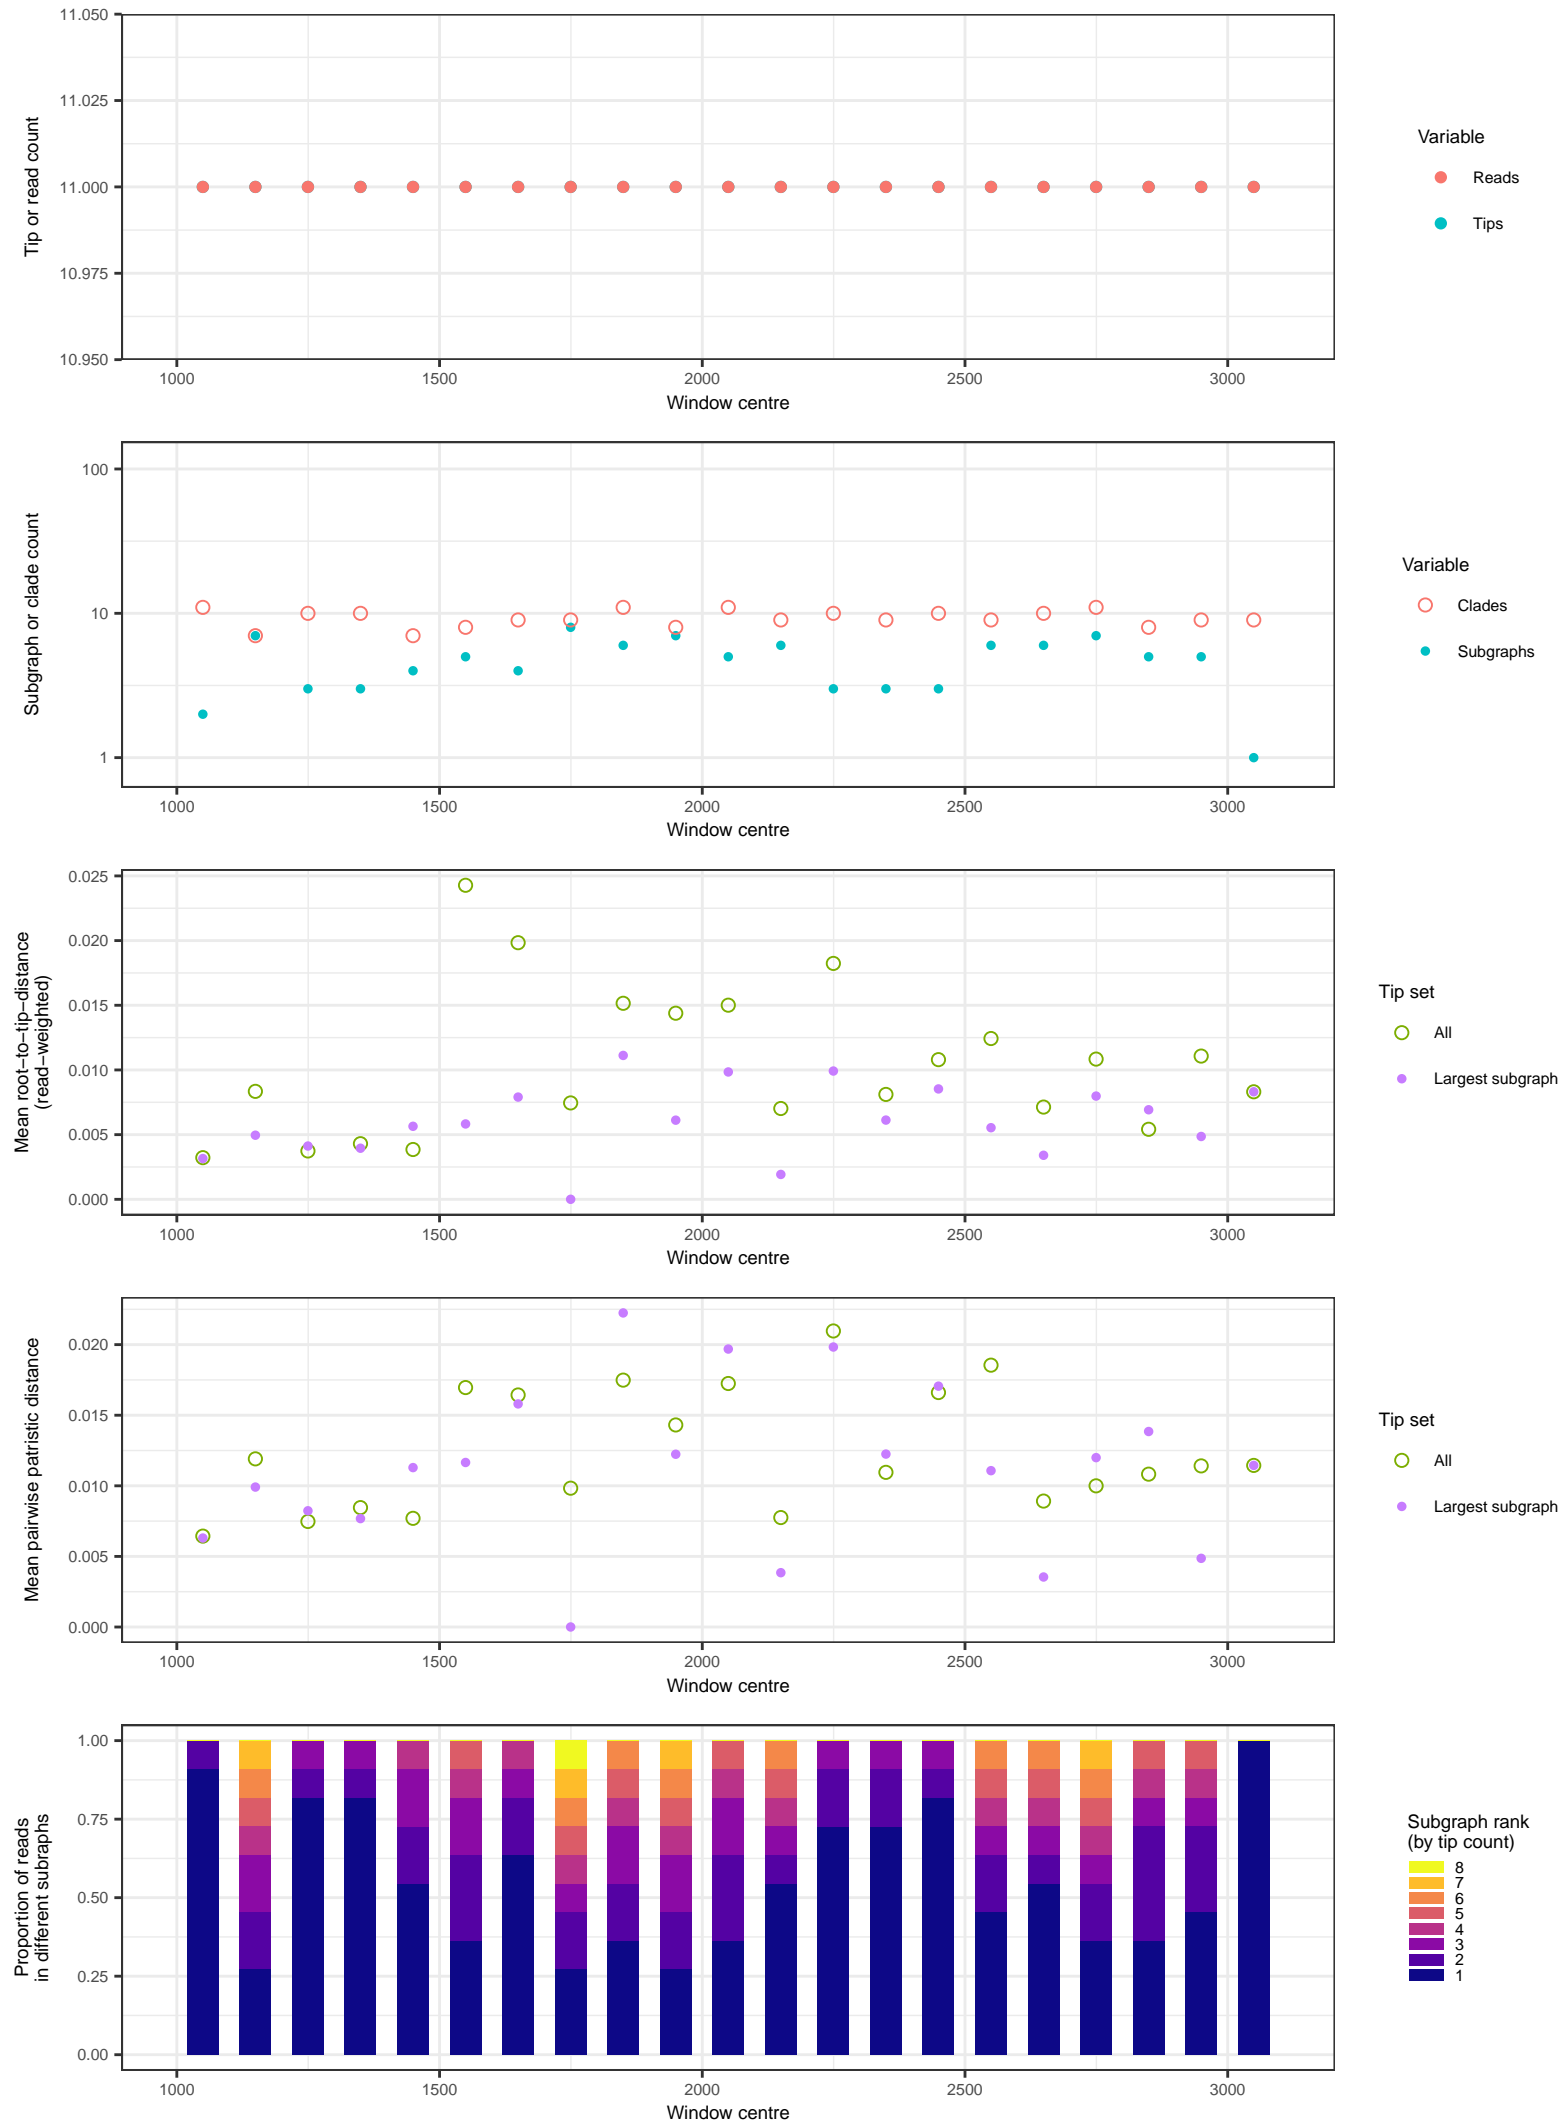 11.050
11.025
11.000
10.975
10.950
Tip or read count
1000 1500 2000 2500 3000
Window centre
Variable
Reads
Tips
100
10
1
Subgraph or clade count
1000 1500 2000 2500 3000
Window centre
Variable
Clades
Subgraphs
0.025
0.020
0.015
0.010
0.005
0.000
Mean root−to−tip−distance
(read−weighted)
1000 1500 2000 2500 3000
Window centre
Tip set
All
Largest subgraph
0.020
0.015
0.010
0.005
0.000
Mean pairwise patristic distance
1000 1500 2000 2500 3000
Window centre
Tip set
All
Largest subgraph
1.00
0.75
0.50
0.25
0.00
Proportion of reads
in different subraphs
1000 1500 2000 2500 3000
Window centre
Subgraph rank
(by tip count)
8
7
6
5
4
3
2
1